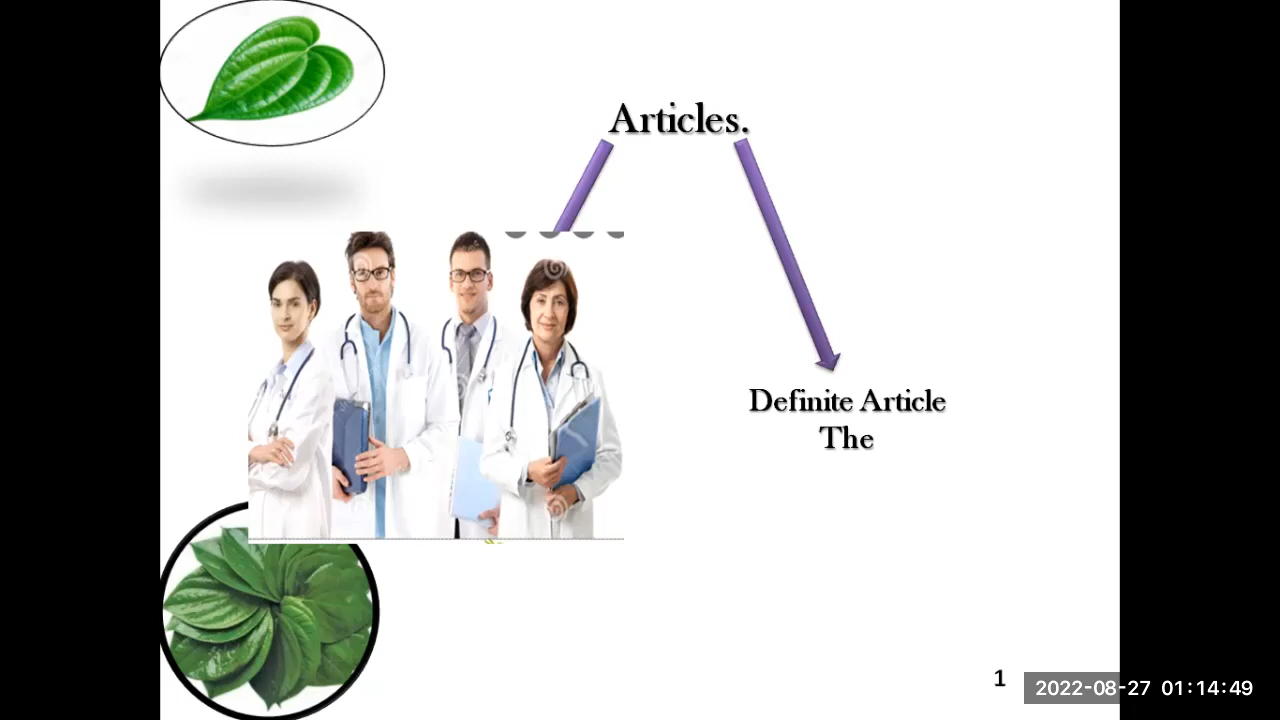 Articles.
Definite Article
The
1
2022-08-27 01:14:49